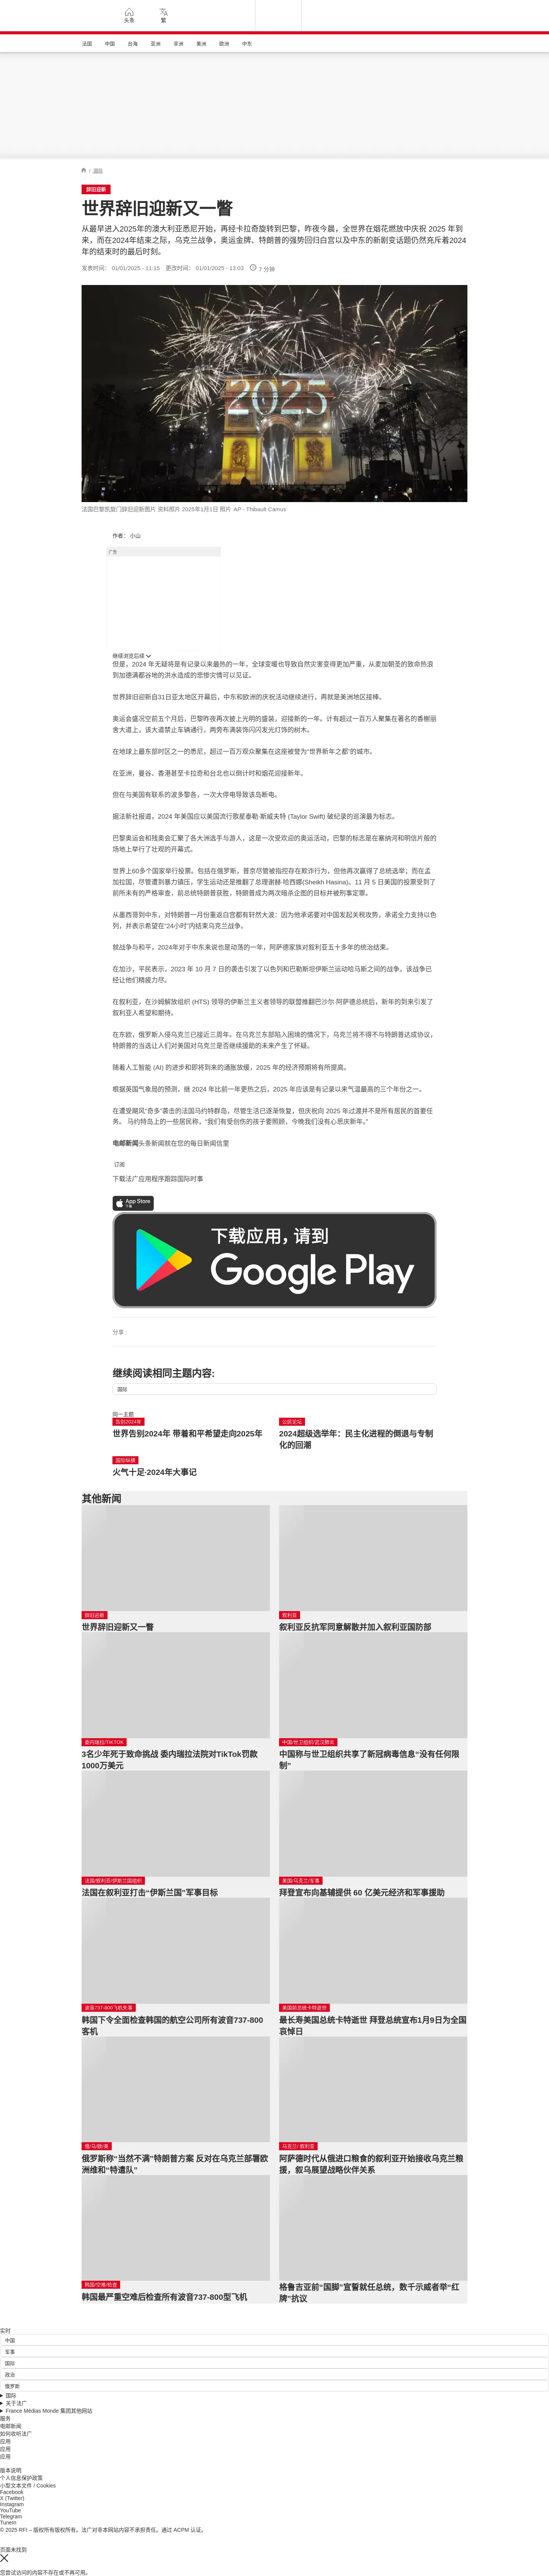 头条
繁
法国
中国
台海
亚洲
非洲
美洲
欧洲
中东
/ 国际
辞旧迎新
世界辞旧迎新又一瞥
从最早进入2025年的澳大利亚悉尼开始，再经卡拉奇旋转到巴黎，昨夜今晨，全世界在烟花燃放中庆祝 2025 年到来，而在2024年结束之际，乌克兰战争，奥运金牌、特朗普的强势回归白宫以及中东的新剧变话题仍然充斥着2024年的结束时的最后时刻。
发表时间： 01/01/2025 - 11:15 更改时间： 01/01/2025 - 13:03 7 分钟
2025
法国巴黎凯旋门辞旧迎新图片 资料照片 2025年1月1日 照片 AP - Thibault Camus
作者： 小山
广告
继续浏览后续
但是，2024 年无疑将是有记录以来最热的一年，全球变暖也导致自然灾害变得更加严重，从麦加朝圣的致命热浪到加德满都谷地的洪水造成的悲惨灾情可以见证。
世界辞旧迎新自31日亚太地区开幕后，中东和欧洲的庆祝活动继续进行，再就是美洲地区接棒。
奥运会盛况空前五个月后，巴黎昨夜再次披上光明的盛装，迎接新的一年。计有超过一百万人聚集在著名的香榭丽舍大道上，该大道禁止车辆通行，两旁布满装饰闪闪发光灯饰的树木。
在地球上最东部时区之一的悉尼，超过一百万观众聚集在这座被誉为“世界新年之都”的城市。
在亚洲，曼谷、香港甚至卡拉奇和台北也以倒计时和烟花迎接新年。
但在与美国有联系的波多黎各，一次大停电导致该岛断电。
据法新社报道，2024 年美国应以美国流行歌星泰勒·斯威夫特 (Taylor Swift) 破纪录的巡演最为标志。
巴黎奥运会和残奥会汇聚了各大洲选手与游人，这是一次受欢迎的奥运活动，巴黎的标志是在塞纳河和明信片般的场地上举行了壮观的开幕式。
世界上60多个国家举行投票。包括在俄罗斯，普京尽管被指控存在欺诈行为，但他再次赢得了总统选举；而在孟加拉国，尽管遭到暴力镇压，学生运动还是推翻了总理谢赫·哈西娜(Sheikh Hasina)。11 月 5 日美国的投票受到了前所未有的严格审查，前总统特朗普获胜，特朗普成为两次暗杀企图的目标并被刑事定罪。
从墨西哥到中东，对特朗普一月份重返白宫都有轩然大波：因为他承诺要对中国发起关税攻势，承诺全力支持以色列，并表示希望在“24小时”内结束乌克兰战争。
就战争与和平，2024年对于中东来说也是动荡的一年，阿萨德家族对叙利亚五十多年的统治结束。
在加沙，平民表示，2023 年 10 月 7 日的袭击引发了以色列和巴勒斯坦伊斯兰运动哈马斯之间的战争，该战争已经让他们精疲力尽。
在叙利亚，在沙姆解放组织 (HTS) 领导的伊斯兰主义者领导的联盟推翻巴沙尔·阿萨德总统后，新年的到来引发了叙利亚人希望和期待。
在东欧，俄罗斯入侵乌克兰已接近三周年。在乌克兰东部陷入困境的情况下，乌克兰将不得不与特朗普达成协议，特朗普的当选让人们对美国对乌克兰是否继续援助的未来产生了怀疑。
随着人工智能 (AI) 的进步和即将到来的通胀放缓，2025 年的经济预期将有所提高。
根据英国气象局的预测，继 2024 年比前一年更热之后，2025 年应该是有记录以来气温最高的三个年份之一。
在遭受飓风“奇多”袭击的法国马约特群岛，尽管生活已逐渐恢复，但庆祝向 2025 年过渡并不是所有居民的首要任务。 马约特岛上的一些居民称，“我们有受创伤的孩子要照顾，今晚我们没有心思庆新年。”
电邮新闻头条新闻就在您的每日新闻信里
订阅
下载法广应用程序跟踪国际时事
App Store
下载
下载应用，请到
Google Play
分享 :
继续阅读相同主题内容:
国际
同一主题
告别2024年
世界告别2024年 带着和平希望走向2025年
公民论坛
2024超级选举年：民主化进程的倒退与专制化的回潮
国际纵横
火气十足·2024年大事记
其他新闻
辞旧迎新
世界辞旧迎新又一瞥
叙利亚
叙利亚反抗军同意解散并加入叙利亚国防部
委内瑞拉/TIKTOK
3名少年死于致命挑战 委内瑞拉法院对TikTok罚款1000万美元
中国/世卫组织/武汉肺炎
中国称与世卫组织共享了新冠病毒信息“没有任何限制”
法国/叙利亚/伊斯兰国组织
法国在叙利亚打击“伊斯兰国”军事目标
美国/乌克兰/军事
拜登宣布向基辅提供 60 亿美元经济和军事援助
波音737-800飞机失事
韩国下令全面检查韩国的航空公司所有波音737-800客机
美国前总统卡特逝世
最长寿美国总统卡特逝世 拜登总统宣布1月9日为全国哀悼日
俄/乌/欧/美
俄罗斯称“当然不满”特朗普方案 反对在乌克兰部署欧洲维和“特遣队”
乌克兰/ 叙利亚
阿萨德时代从俄进口粮食的叙利亚开始接收乌克兰粮援，叙乌展望战略伙伴关系
韩国/空难/检查
韩国最严重空难后检查所有波音737-800型飞机
格鲁吉亚前“国脚”宣誓就任总统，数千示威者举“红牌”抗议
实时
中国
军事
国际
政治
俄罗斯
国际
关于法广
France Médias Monde 集团其他网站
服务
电邮新闻
如何收听法广
应用
应用
应用
版本说明
个人信息保护政策
小型文本文件 / Cookies
Facebook
X (Twitter)
Instagram
YouTube
Telegram
TuneIn
© 2025 RFI – 版权所有版权所有。法广对非本网站内容不承担责任。通过 ACPM 认证。
页面未找到
您尝试访问的内容不存在或不再可用。